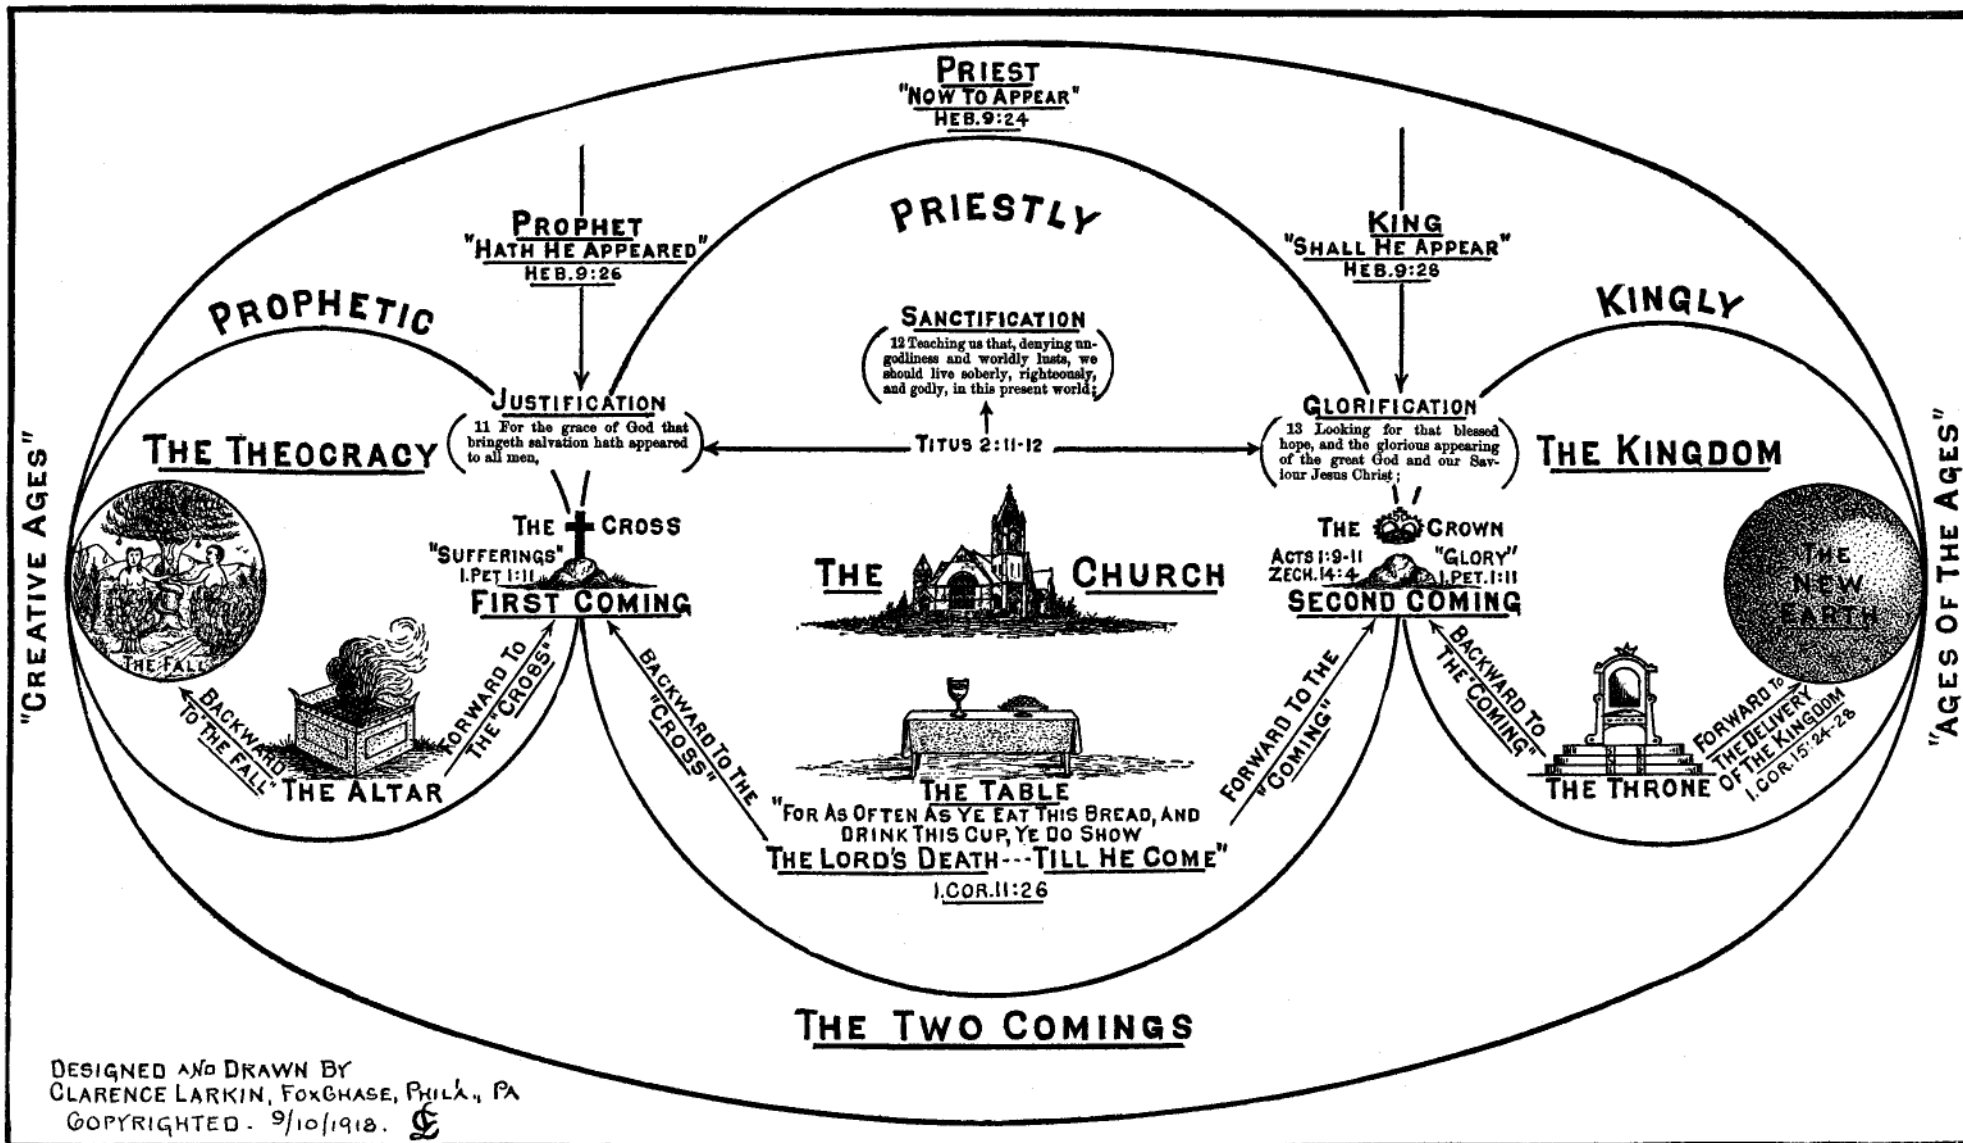 PRIEST
"NOW TO APPEAR"
HEB. 9:24
PROPHET
"HATH HE APPEARED"
HEB. 9:26
PRIESTLY
KING
"SHALL HE APPEAR"
HEB. 9:28
PROPHETIC
KINGLY
SANCTIFICATION
12 Teaching us that, denying un-
godliness and worldly lusts, we
should live soberly, righteously,
and godly, in this present world;
JUSTIFICATION
11 For the grace of God that
bringeth salvation hath appeared
to all men,
TITUS 2:11-12
GLORIFICATION
13 Looking for that blessed
hope, and the glorious appearing
of the great God and our Sav-
iour Jesus Christ;
"CREATIVE AGES"
THE THEOCRACY
THE KINGDOM
"AGES OF THE AGES"
THE CROSS
"SUFFERINGS"
I. PET 1:11
FIRST COMING
THE CHURCH
THE CROWN
ACTS 1:9-11
ZECH. 14:4
"GLORY"
I. PET. 1:11
SECOND COMING
THE
NEW
EARTH
THE FALL
BACKWARD
TO "THE FALL"
THE ALTAR
FORWARD TO
THE "CROSS"
BACKWARD TO THE
"CROSS"
THE TABLE
"FOR AS OFTEN AS YE EAT THIS BREAD, AND
DRINK THIS CUP, YE DO SHOW
THE LORD'S DEATH---TILL HE COME"
I. COR. 11:26
FORWARD TO THE
"COMING"
BACKWARD TO
THE "COMING"
THE THRONE
FORWARD TO
THE DELIVERY
OF THE KINGDOM
I. COR. 15:24-28
THE TWO COMINGS
DESIGNED AND DRAWN BY
CLARENCE LARKIN, FOX CHASE, PHIL'A., PA
COPYRIGHTED. 9/10/1918. CL